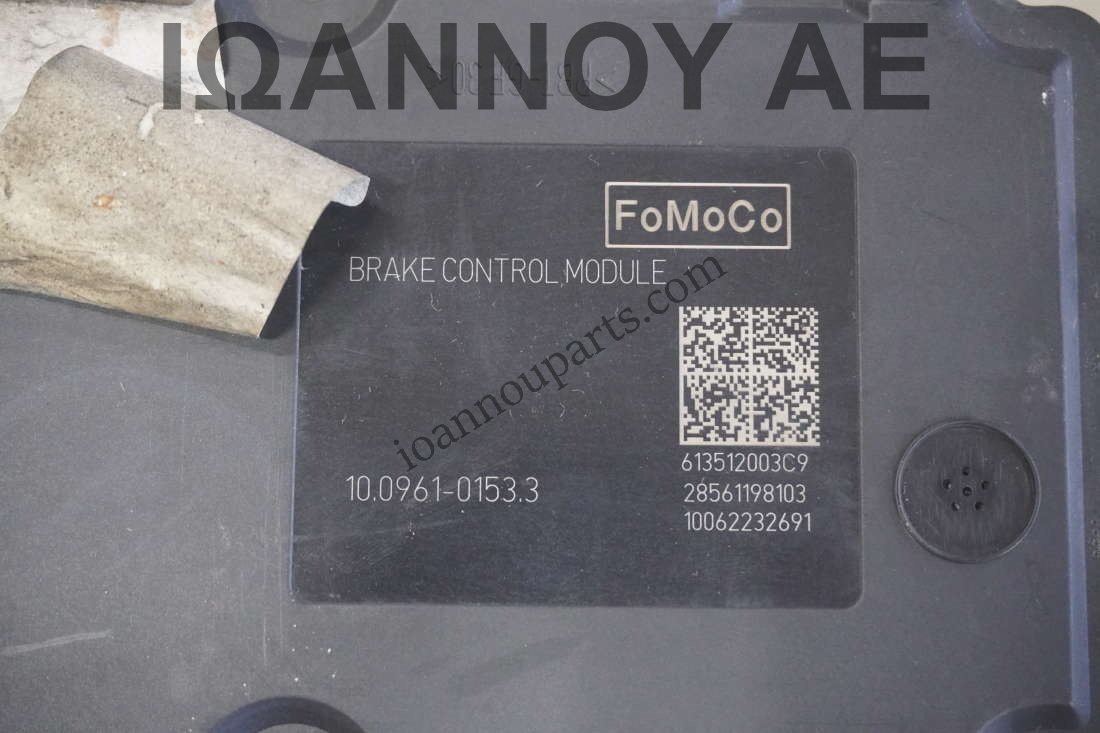 ΙΩΑΝΝΟΥ ΑΕ
FoMoCo
BRAKE CONTROL MODULE
ioannouparts.com
613512003C9
10.0961-0153.3
28561198103
10062232691